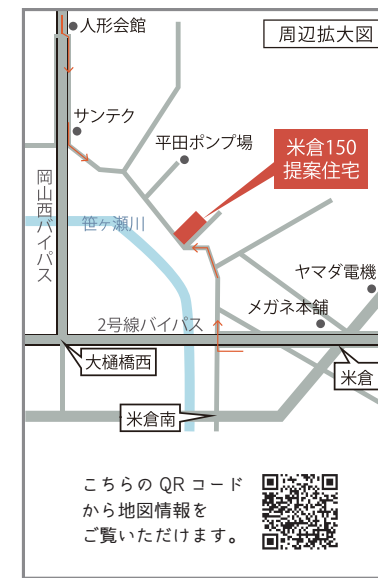 人形会館
周辺拡大図
サンテク
平田ポンプ場
米倉150
提案住宅
岡山西バイパス
笹ヶ瀬川
ヤマダ電機
メガネ本舗
2号線バイパス
大樋橋西
米倉
米倉南
こちらの QR コード
から地図情報を
ご覧いただけます。